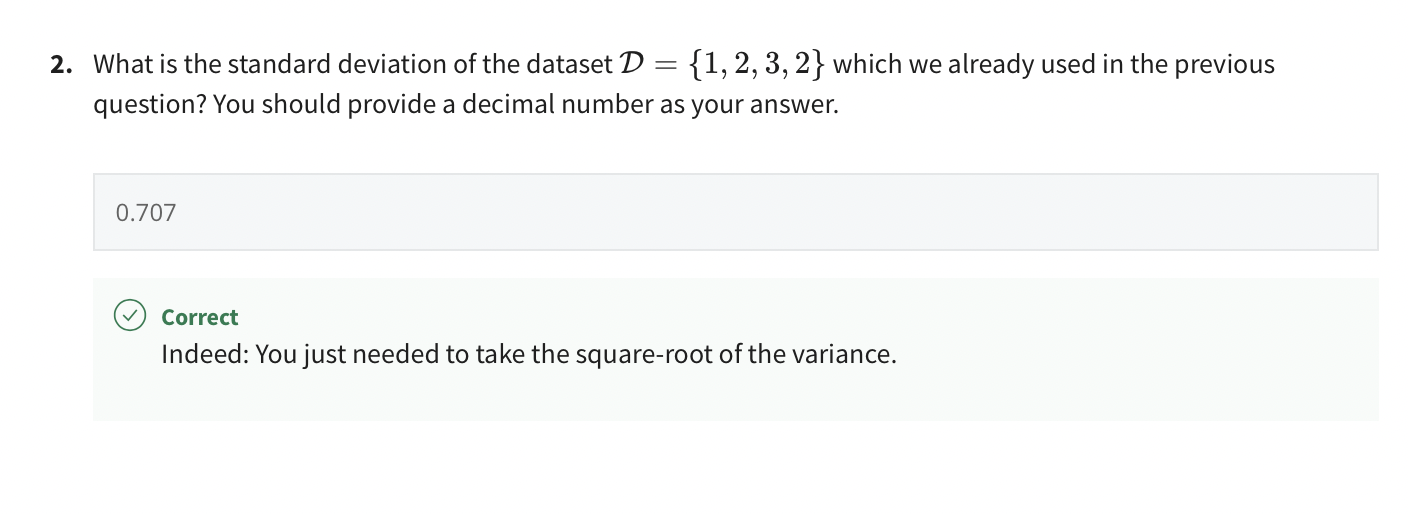 2. What is the standard deviation of the dataset 𝒟 = {1, 2, 3, 2} which we already used in the previous
question? You should provide a decimal number as your answer.
0.707
Correct
Indeed: You just needed to take the square-root of the variance.